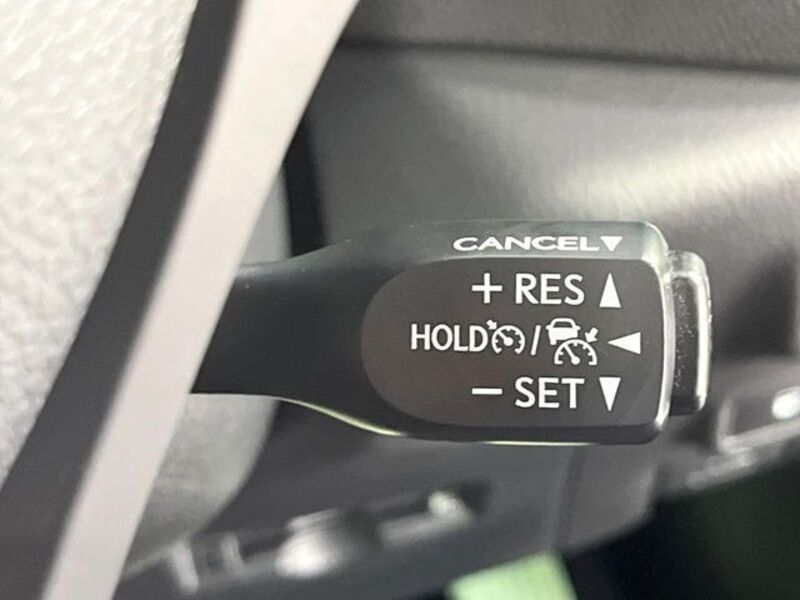 CANCEL▼
+ RES ▲
HOLD / ◀
− SET ▼